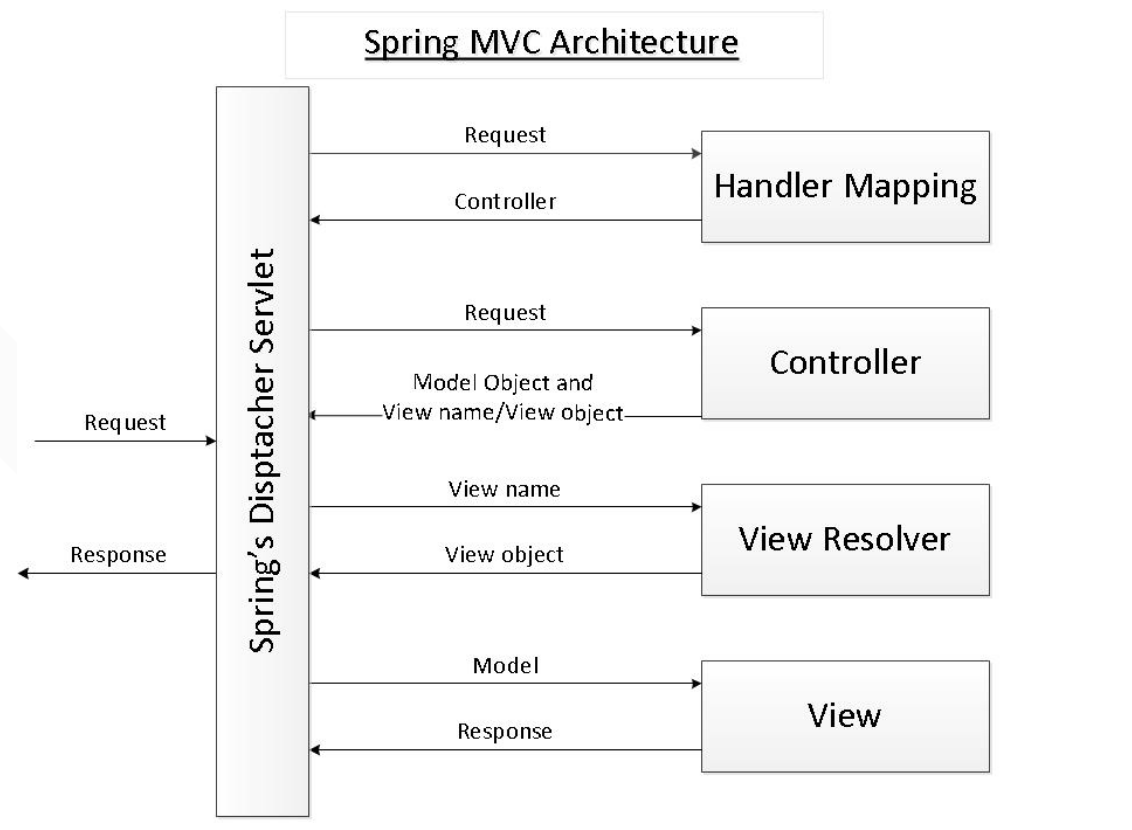 Spring MVC Architecture
Request
Handler Mapping
Controller
Request
Controller
Model Object and
View name/View object
Request
Spring's Disptacher Servlet
View name
View Resolver
View object
Response
Model
View
Response